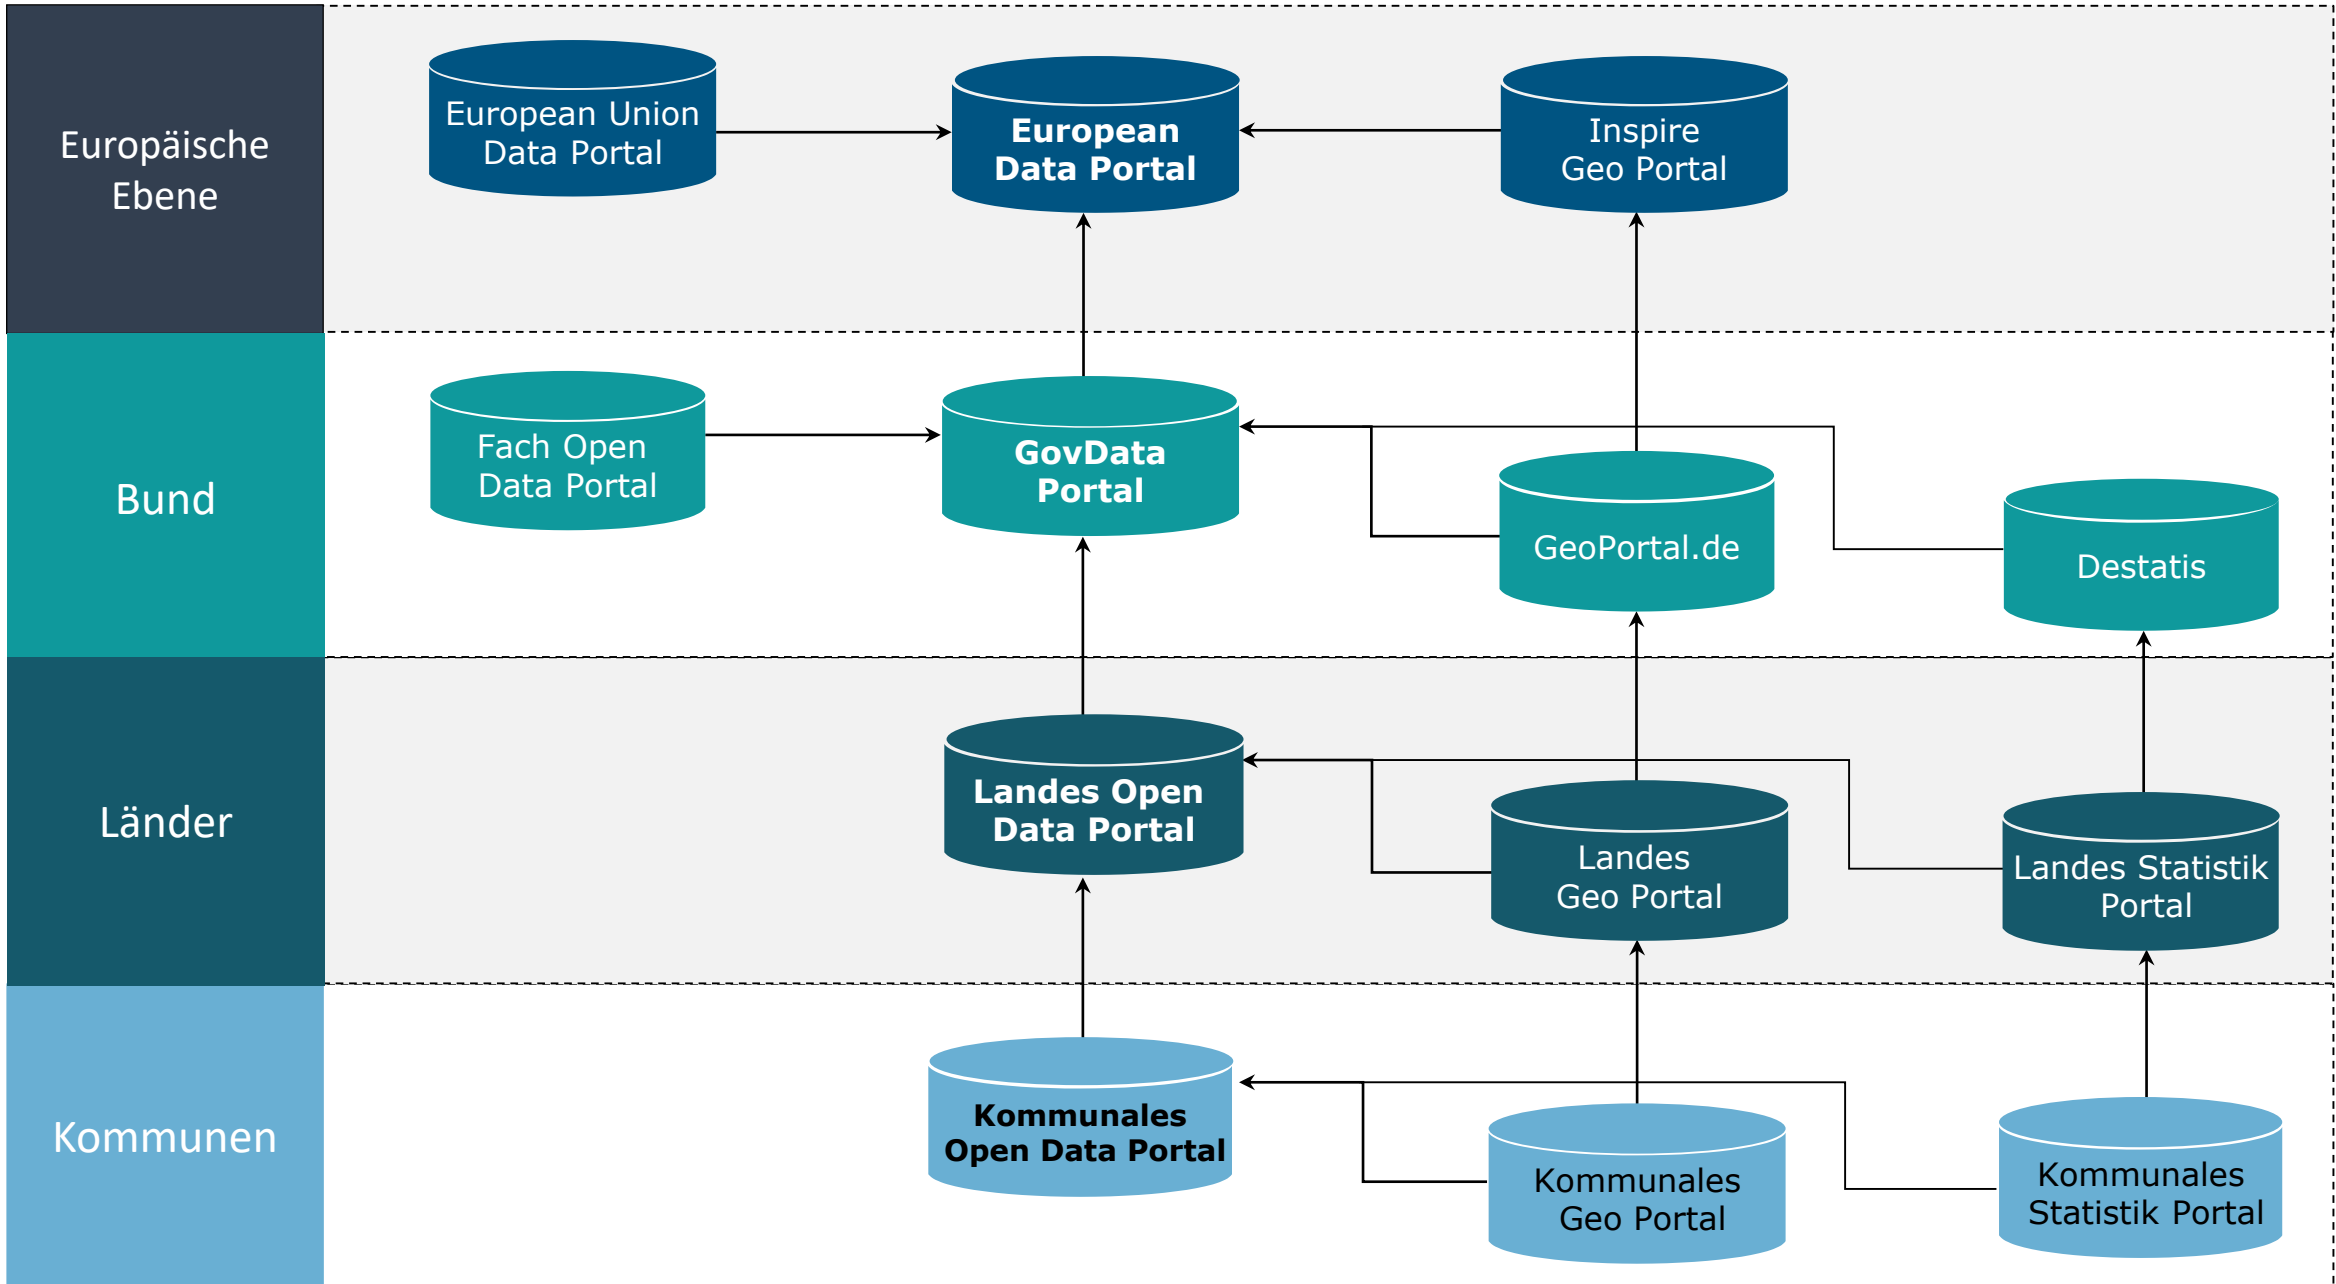 Europäische
Ebene
European Union
Data Portal
European
Data Portal
Inspire
Geo Portal
Bund
Fach Open
Data Portal
GovData
Portal
GeoPortal.de
Destatis
Länder
Landes Open
Data Portal
Landes
Geo Portal
Landes Statistik
Portal
Kommunen
Kommunales
Open Data Portal
Kommunales
Geo Portal
Kommunales
Statistik Portal